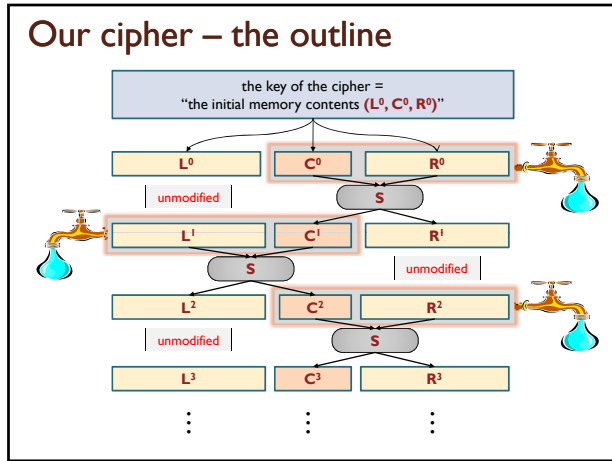 Our cipher – the outline
the key of the cipher =
“the initial memory contents (L⁰, C⁰, R⁰)”
L⁰ C⁰ R⁰
unmodified S
L¹ C¹ R¹
S unmodified
L² C² R²
unmodified S
L³ C³ R³
⋮ ⋮ ⋮